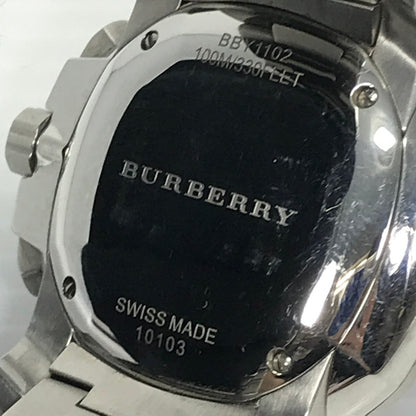 BBY1102
100M/330FEET
BURBERRY
SWISS MADE
10103